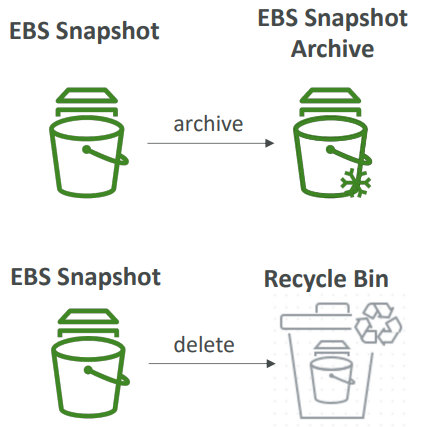 EBS Snapshot
EBS Snapshot
Archive
archive
EBS Snapshot
Recycle Bin
delete